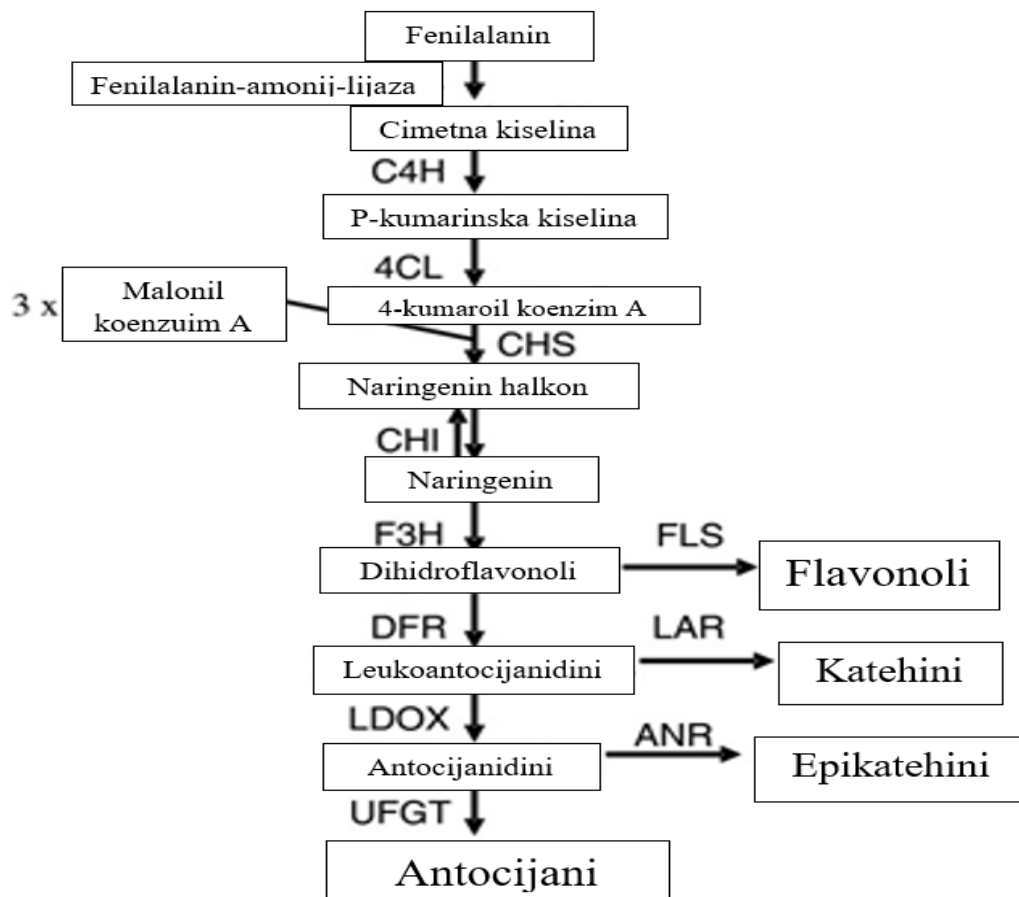 Fenilalanin
Fenilalanin-amonij-lijaza
Cimetna kiselina
C4H
P-kumarinska kiselina
4CL
3 x
Malonil
koenzuim A
4-kumaroil koenzim A
CHS
Naringenin halkon
CHI
Naringenin
F3H
FLS
Dihidroflavonoli
Flavonoli
DFR
LAR
Leukoantocijanidini
Katehini
LDOX
ANR
Antocijanidini
Epikatehini
UFGT
Antocijani